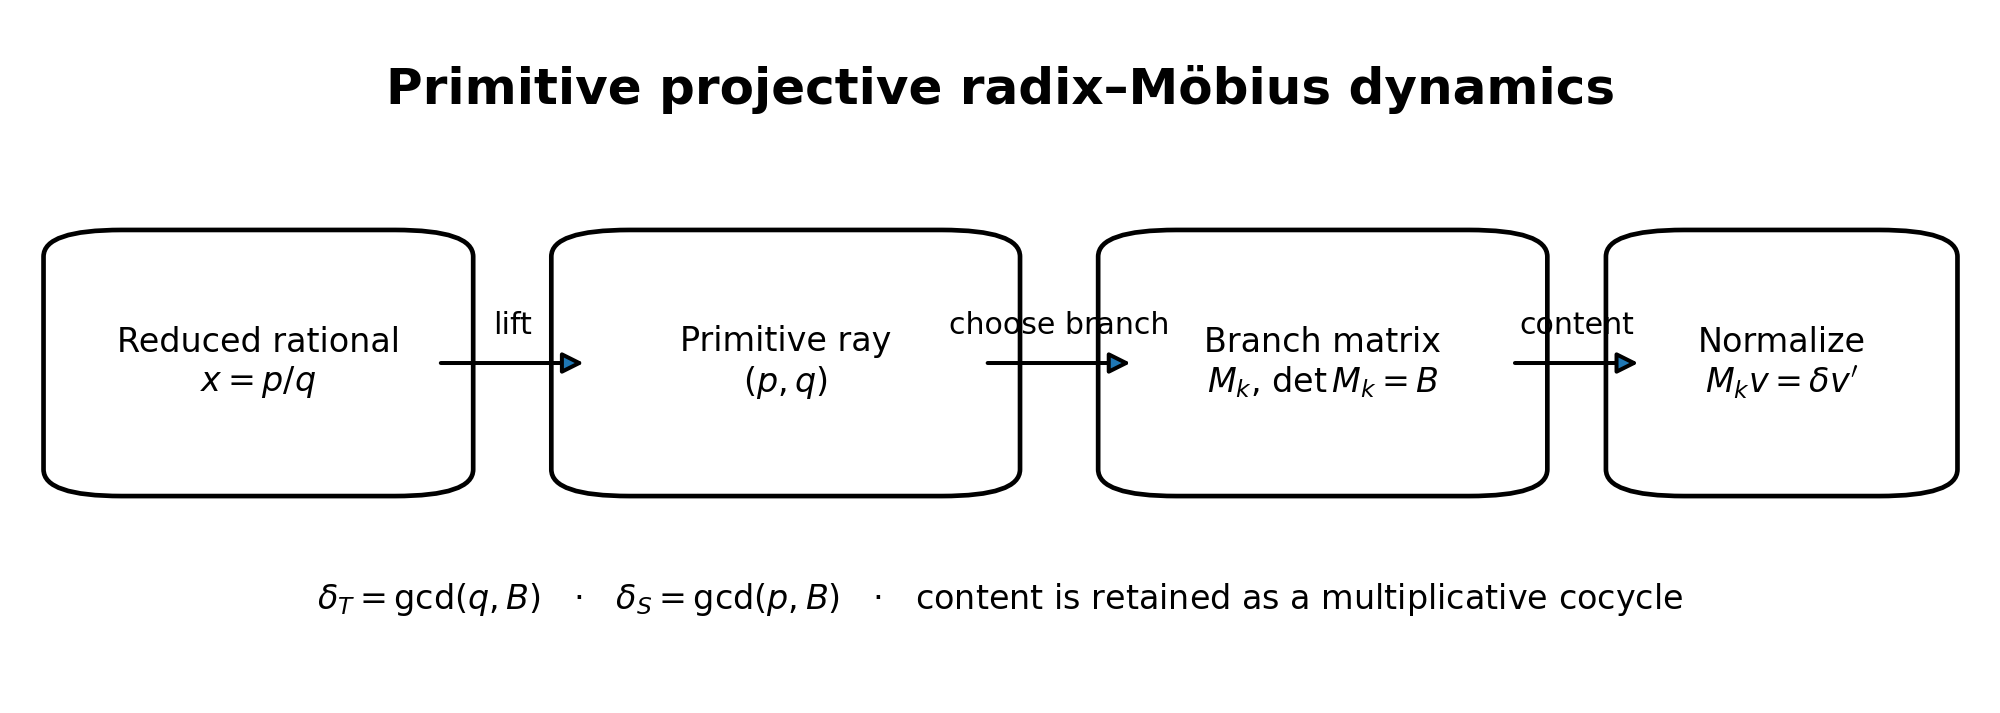 Primitive projective radix–Möbius dynamics
Reduced rational
x = p/q
lift
Primitive ray
(p, q)
choose branch
Branch matrix
M_k, det M_k = B
content
Normalize
M_k v = δv′
δ_T = gcd(q, B) · δ_S = gcd(p, B) · content is retained as a multiplicative cocycle